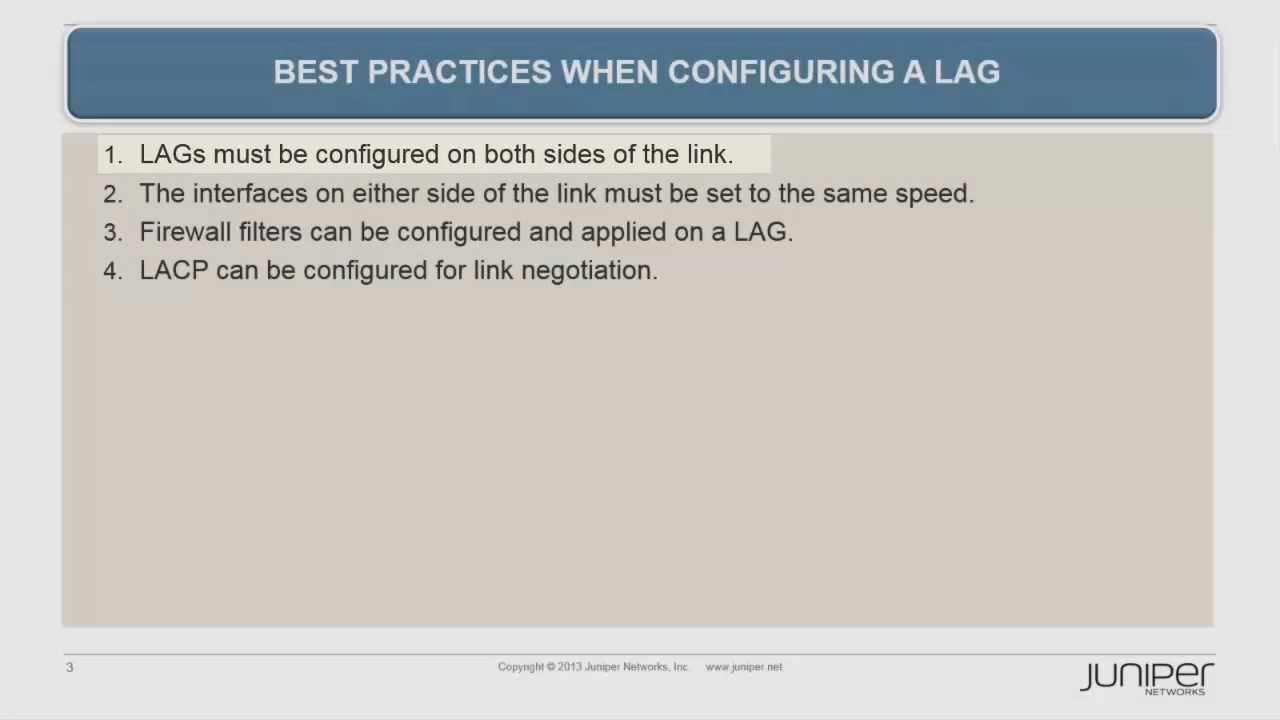 BEST PRACTICES WHEN CONFIGURING A LAG
1. LAGs must be configured on both sides of the link.
2. The interfaces on either side of the link must be set to the same speed.
3. Firewall filters can be configured and applied on a LAG.
4. LACP can be configured for link negotiation.
3
Copyright © 2013 Juniper Networks, Inc. www.juniper.net
JUNIPER
NETWORKS